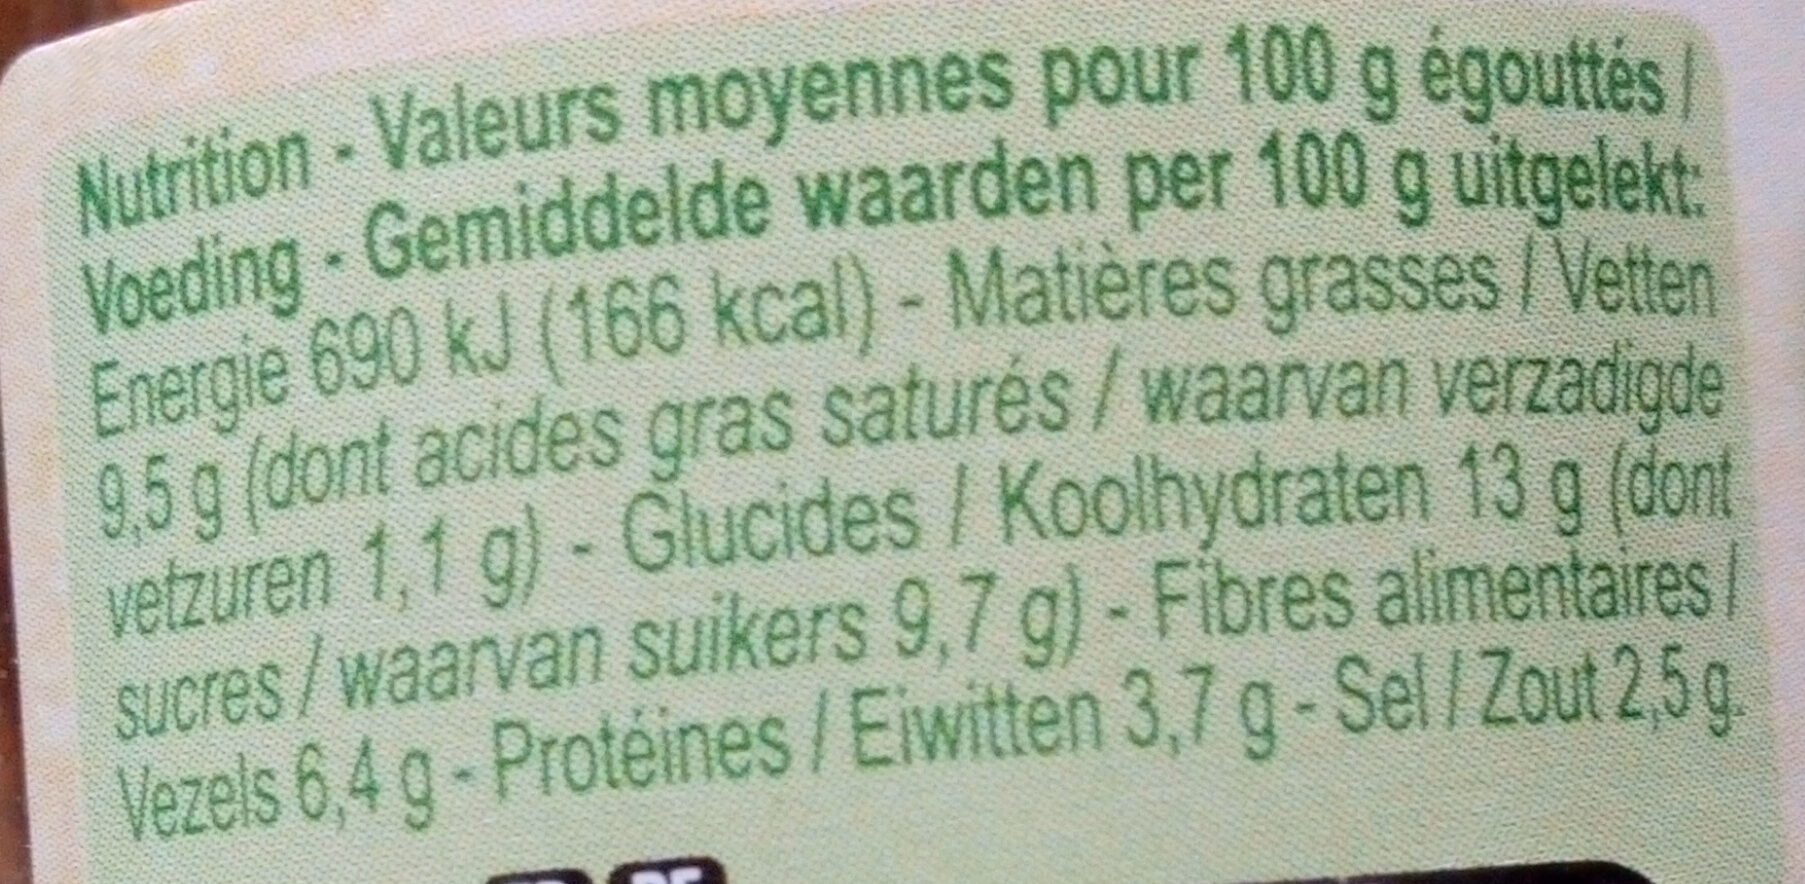 Nutrition - Valeurs moyennes pour 100 g égouttés /
Voeding - Gemiddelde waarden per 100 g uitgelekt:
Energie 690 kJ (166 kcal) - Matières grasses / Vetten
9,5 g (dont acides gras saturés / waarvan verzadigde
vetzuren 1,1 g) - Glucides / Koolhydraten 13 g (dont
sucres / waarvan suikers 9,7 g) - Fibres alimentaires /
Vezels 6,4 g - Protéines / Eiwitten 3,7 g - Sel / Zout 2,5 g.